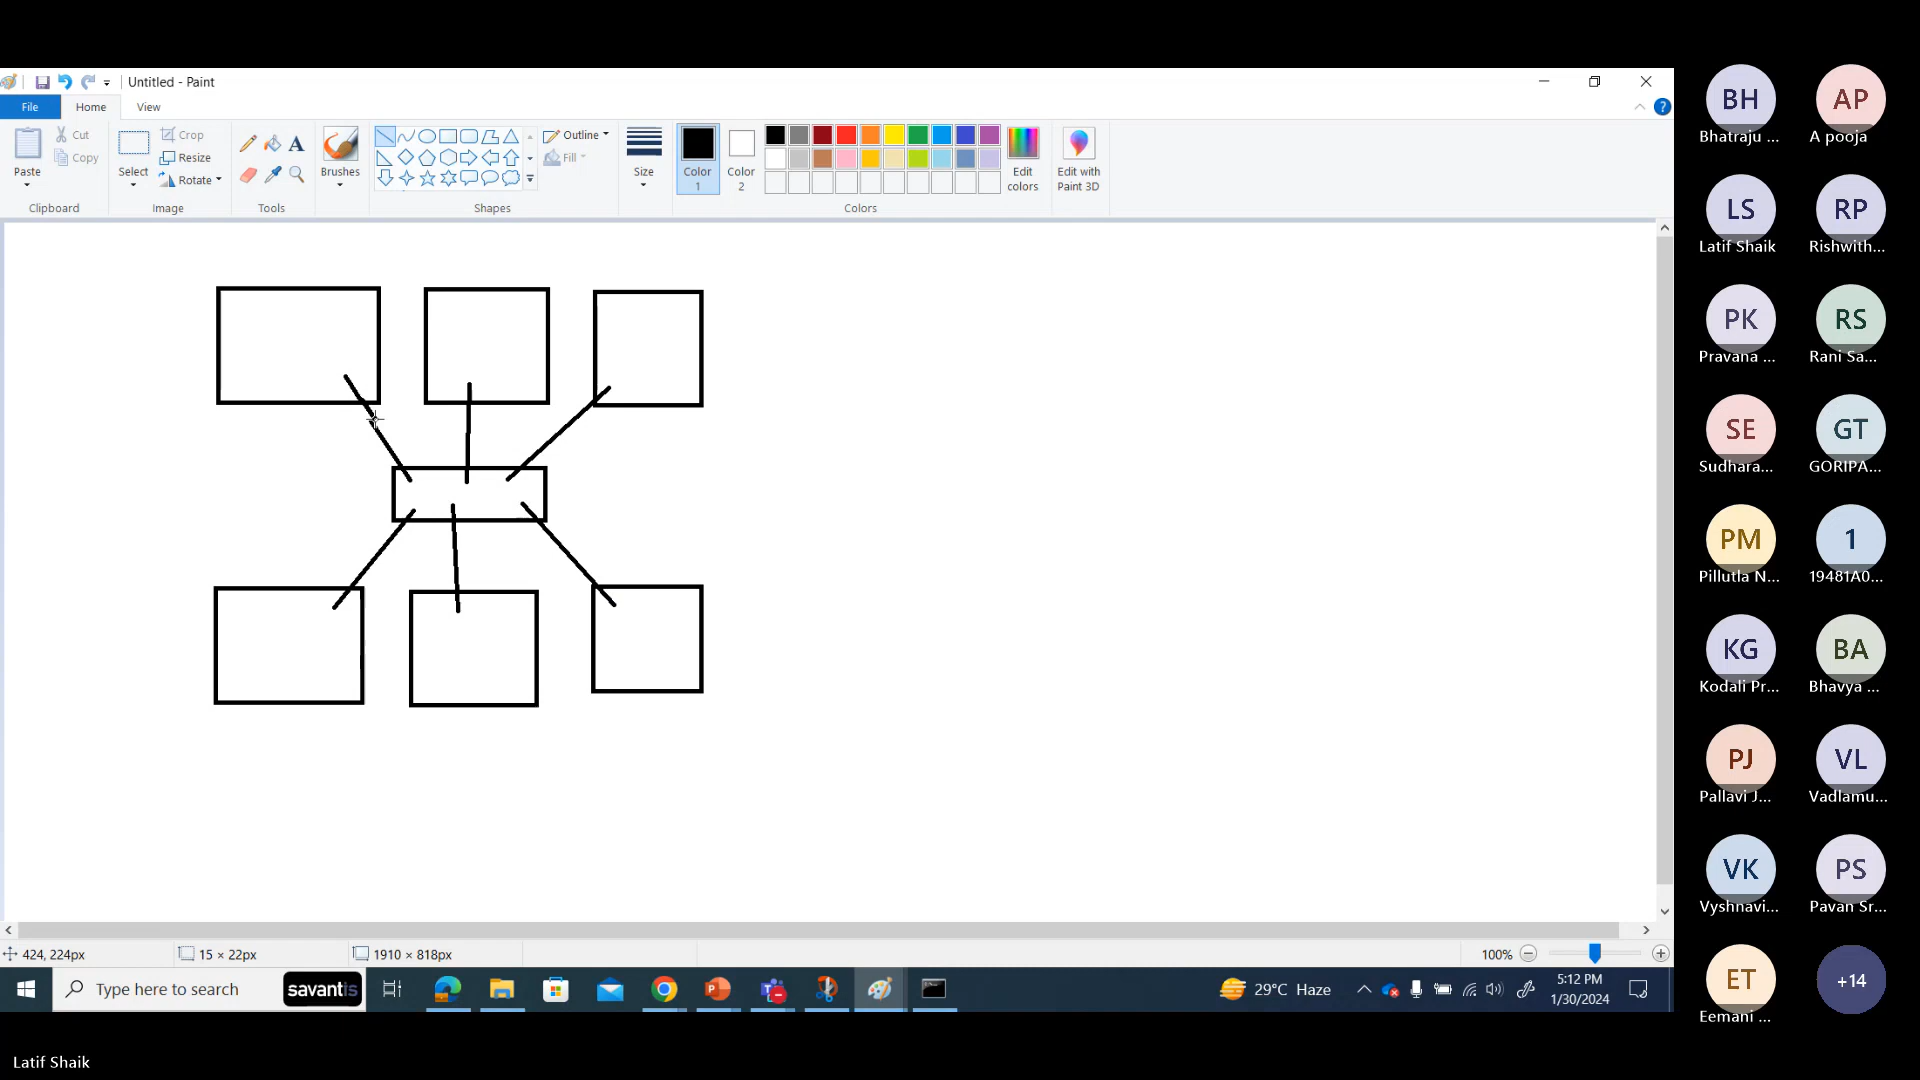 Untitled - Paint
File
Home
View
Paste
Cut
Copy
Clipboard
Select
Crop
Resize
Rotate
Image
Tools
Brushes
Shapes
Outline
Fill
Size
Color
1
Color
2
Edit
colors
Edit with
Paint 3D
Colors
424, 224px
15 × 22px
1910 × 818px
100%
Type here to search
savantis
29°C Haze
5:12 PM
1/30/2024
BH
Bhatraju ...
AP
A pooja
LS
Latif Shaik
RP
Rishwith...
PK
Pravana ...
RS
Rani Sa...
SE
Sudhara...
GT
GORIPA...
PM
Pillutla N...
1
19481A0...
KG
Kodali Pr...
BA
Bhavya ...
PJ
Pallavi J...
VL
Vadlamu...
VK
Vyshnavi...
PS
Pavan Sr...
ET
Eemani ...
+14
Latif Shaik